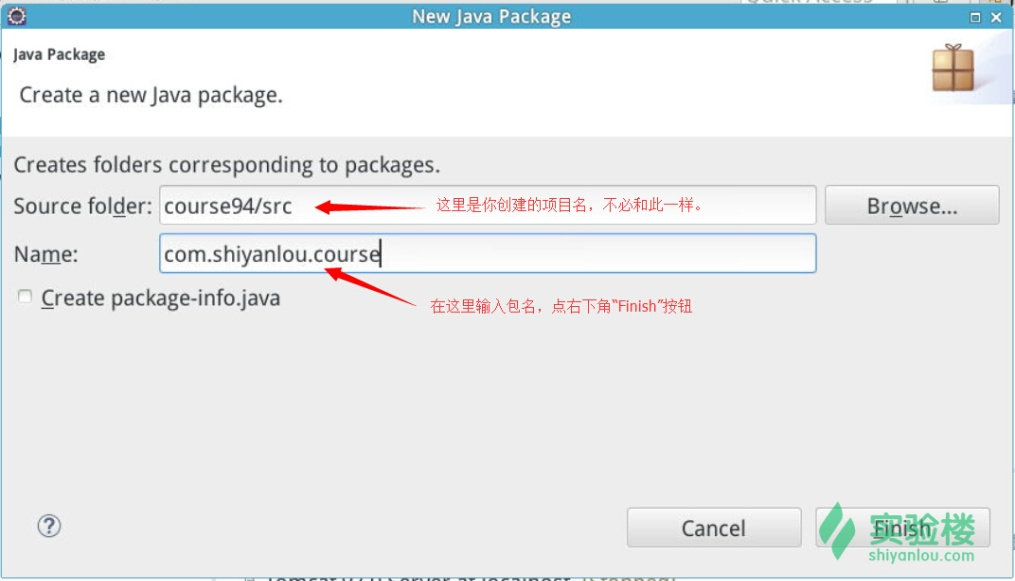 Quick Access
New Java Package
Java Package
Create a new Java package.
Creates folders corresponding to packages.
Source folder: course94/src 这里是你创建的项目名，不必和此一样。 Browse...
Name: com.shiyanlou.course
Create package-info.java
在这里输入包名，点右下角“Finish”按钮
Cancel
Finish
实验楼
shiyanlou.com